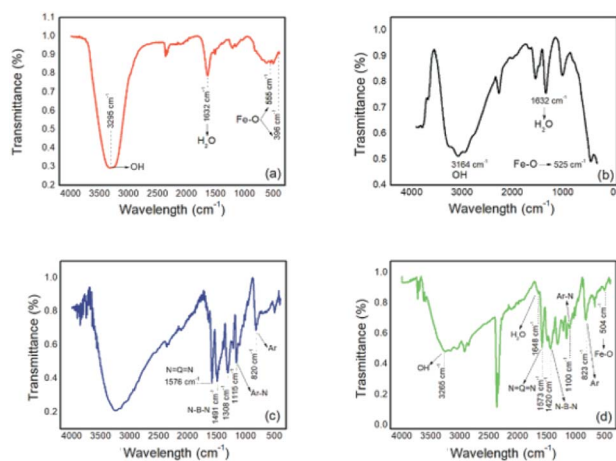 Transmittance (%)
1.1
1.0
0.9
0.8
0.7
0.6
0.5
0.4
0.3
0.2
3295 cm⁻¹
OH
1632 cm⁻¹
H₂O
Fe-O
555 cm⁻¹
396 cm⁻¹
(a)
4000 3500 3000 2500 2000 1500 1000 500
Wavelength (cm⁻¹)
Transmittance (%)
1.0
0.9
0.8
0.7
0.6
0.5
0.4
3164 cm⁻¹
OH
1632 cm⁻¹
H₂O
Fe-O
525 cm⁻¹
(b)
4000 3000 2000 1000 0
Wavelength (cm⁻¹)
Transmittance (%)
1.0
0.8
0.6
0.4
0.2
N=Q=N
1576 cm⁻¹
N-B-N
1491 cm⁻¹
1308 cm⁻¹
1115 cm⁻¹
Ar-N
820 cm⁻¹
Ar
(c)
4000 3500 3000 2500 2000 1500 1000 500
Wavelength (cm⁻¹)
Transmittance (%)
1.0
0.8
0.6
0.4
0.2
0.0
OH
3265 cm⁻¹
H₂O
1648 cm⁻¹
N=Q=N
1573 cm⁻¹
1420 cm⁻¹
N-B-N
Ar-N
1100 cm⁻¹
823 cm⁻¹
Ar
504 cm⁻¹
Fe-O
(d)
4000 3500 3000 2500 2000 1500 1000 500
Wavelength (cm⁻¹)